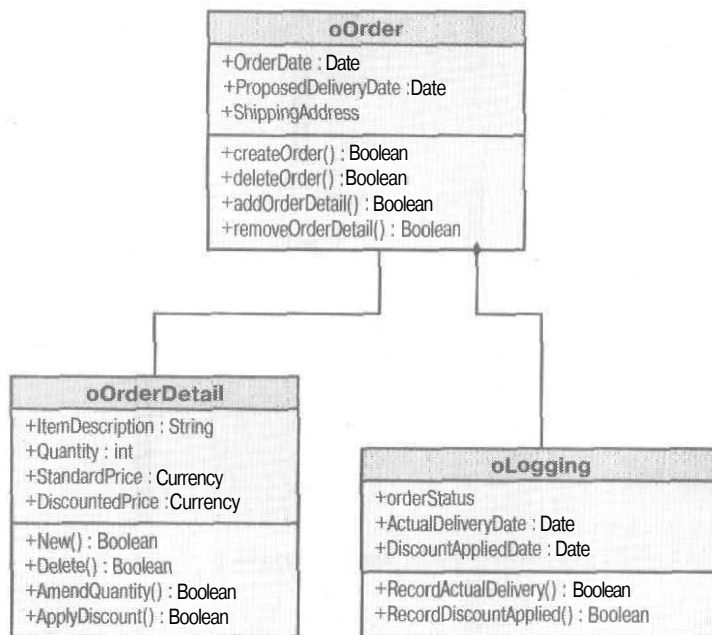 oOrder
+OrderDate : Date
+ProposedDeliveryDate : Date
+ShippingAddress
+createOrder() : Boolean
+deleteOrder() : Boolean
+addOrderDetail() : Boolean
+removeOrderDetail() : Boolean
oOrderDetail
+ItemDescription : String
+Quantity : int
+StandardPrice : Currency
+DiscountedPrice : Currency
+New() : Boolean
+Delete() : Boolean
+AmendQuantity() : Boolean
+ApplyDiscount() : Boolean
oLogging
+orderStatus
+ActualDeliveryDate : Date
+DiscountAppliedDate : Date
+RecordActualDelivery() : Boolean
+RecordDiscountApplied() : Boolean